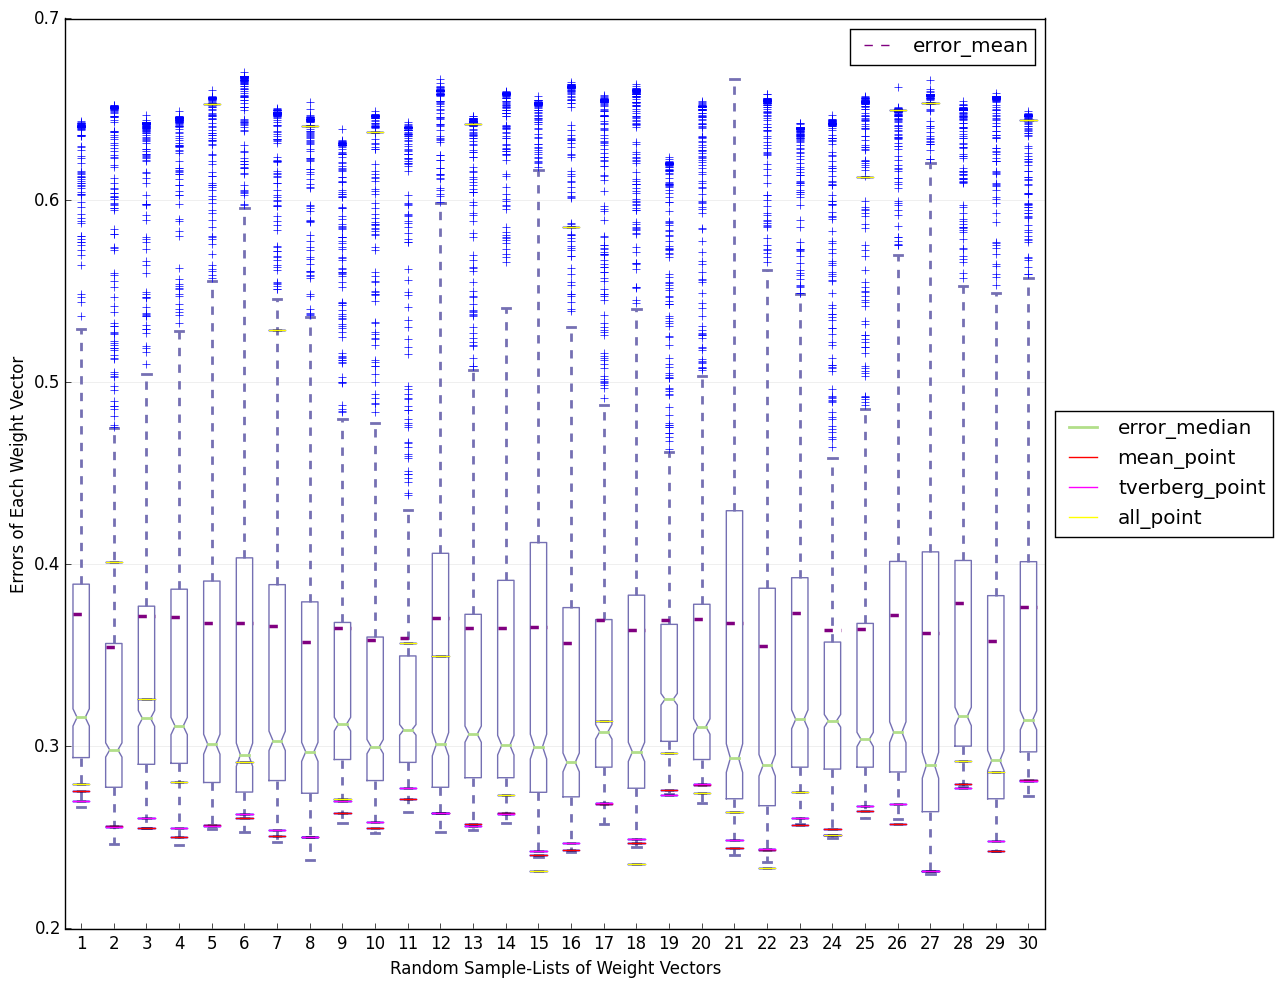 0.7
0.6
0.5
0.4
0.3
0.2
Errors of Each Weight Vector
error_mean
error_median
mean_point
tverberg_point
all_point
1 2 3 4 5 6 7 8 9 10 11 12 13 14 15 16 17 18 19 20 21 22 23 24 25 26 27 28 29 30
Random Sample-Lists of Weight Vectors